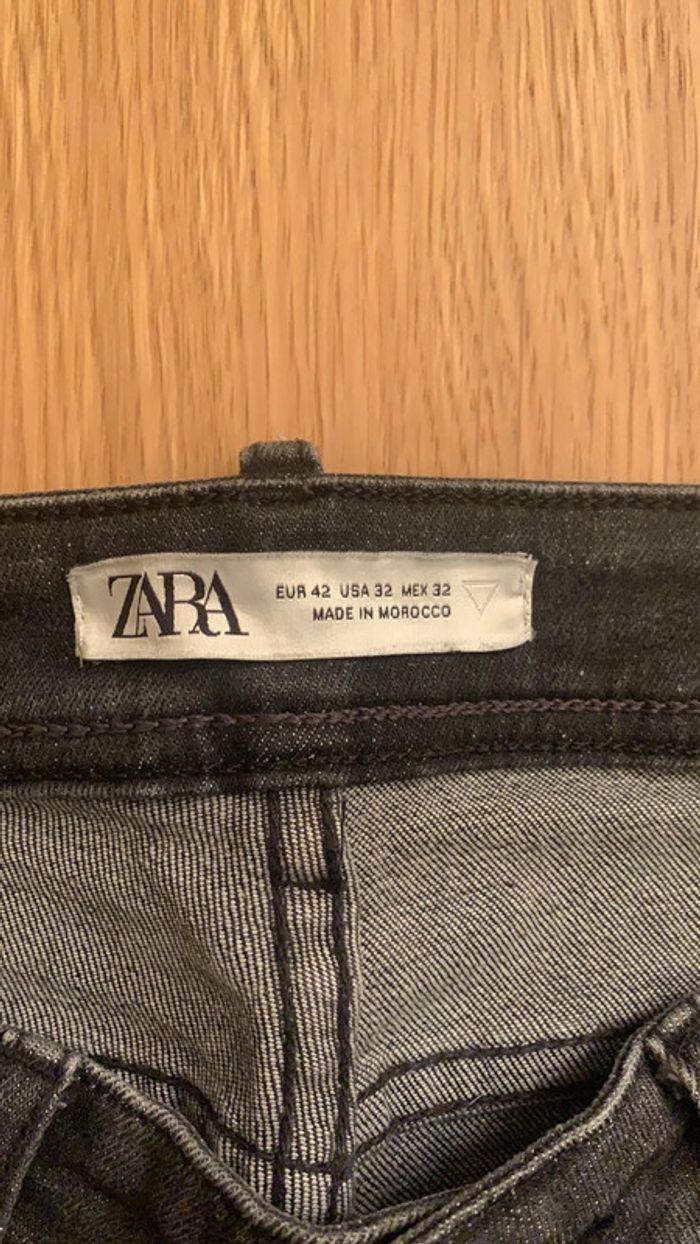 ZARA
EUR 42 USA 32 MEX 32
MADE IN MOROCCO